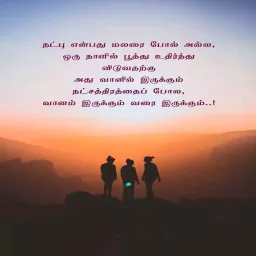 நட்பு என்பது மலரை போல் அல்ல,
ஒரு நாளில் பூத்து உதிர்ந்து
விடுவதற்கு
அது வானில் இருக்கும்
நட்சத்திரத்தைப் போல,
வானம் இருக்கும் வரை இருக்கும்..!